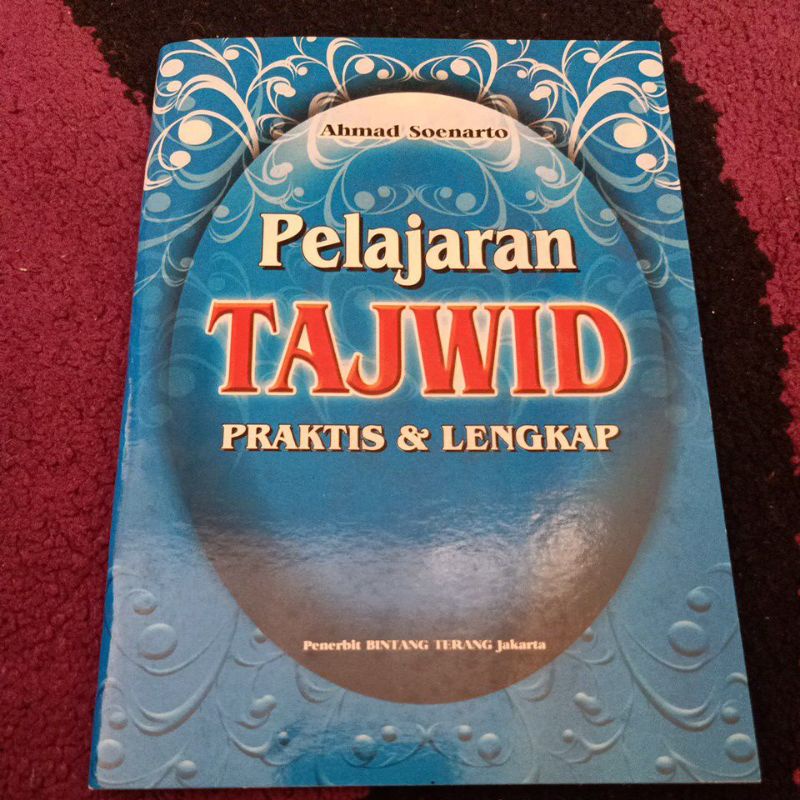 Ahmad Soenarto
Pelajaran
TAJWID
PRAKTIS & LENGKAP
Penerbit BINTANG TERANG Jakarta